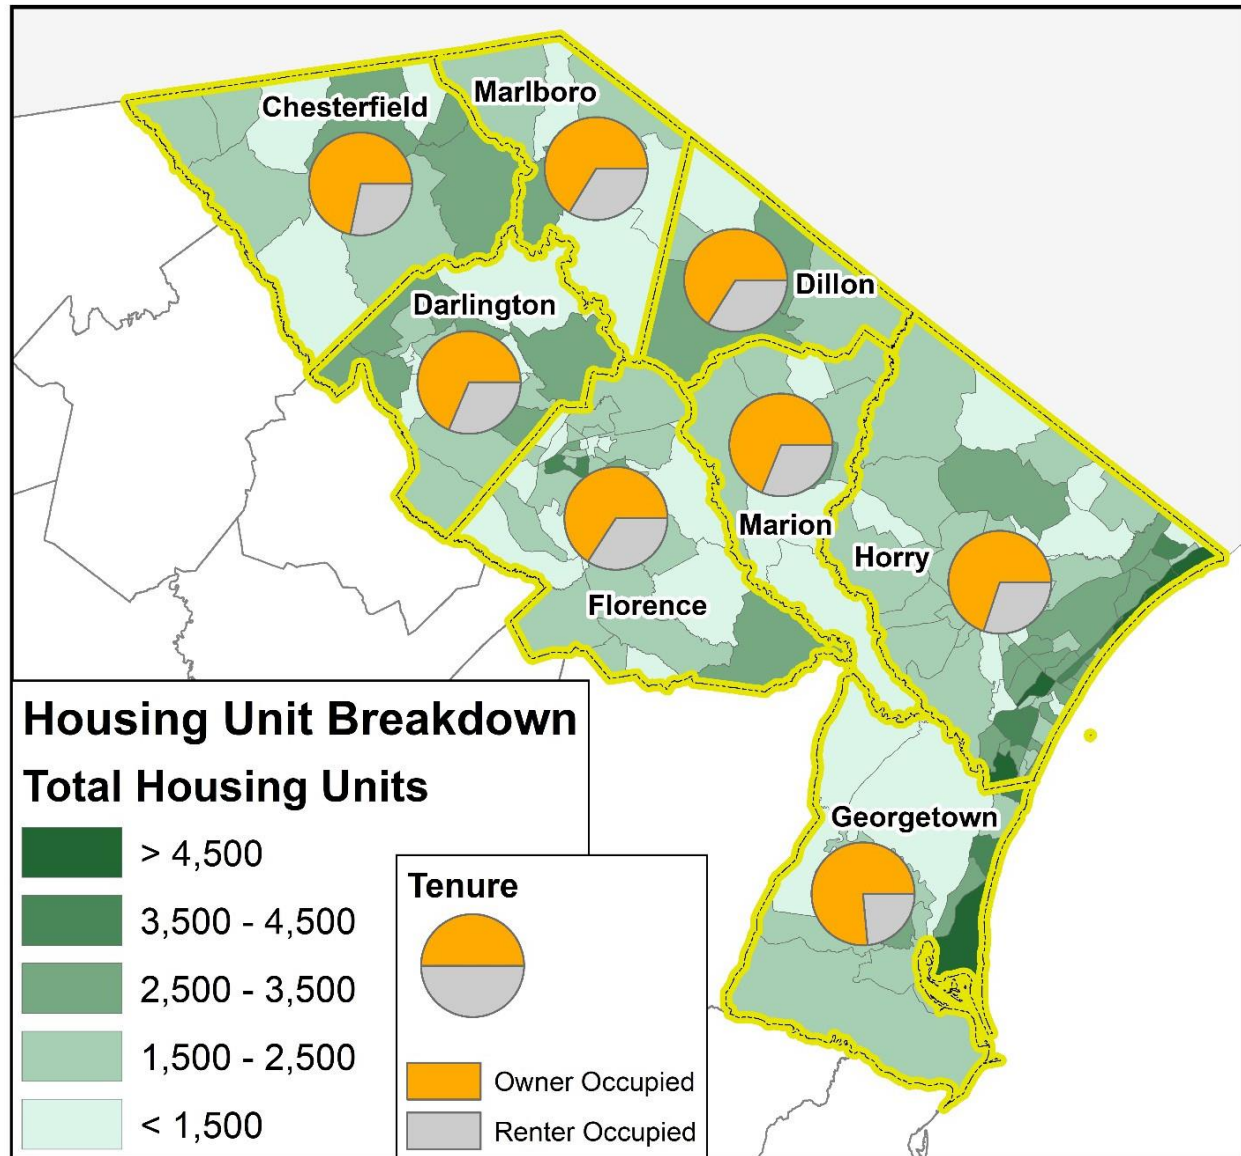 Chesterfield
Marlboro
Dillon
Darlington
Marion
Horry
Florence
Georgetown
Housing Unit Breakdown
Total Housing Units
> 4,500
3,500 - 4,500
2,500 - 3,500
1,500 - 2,500
< 1,500
Tenure
Owner Occupied
Renter Occupied